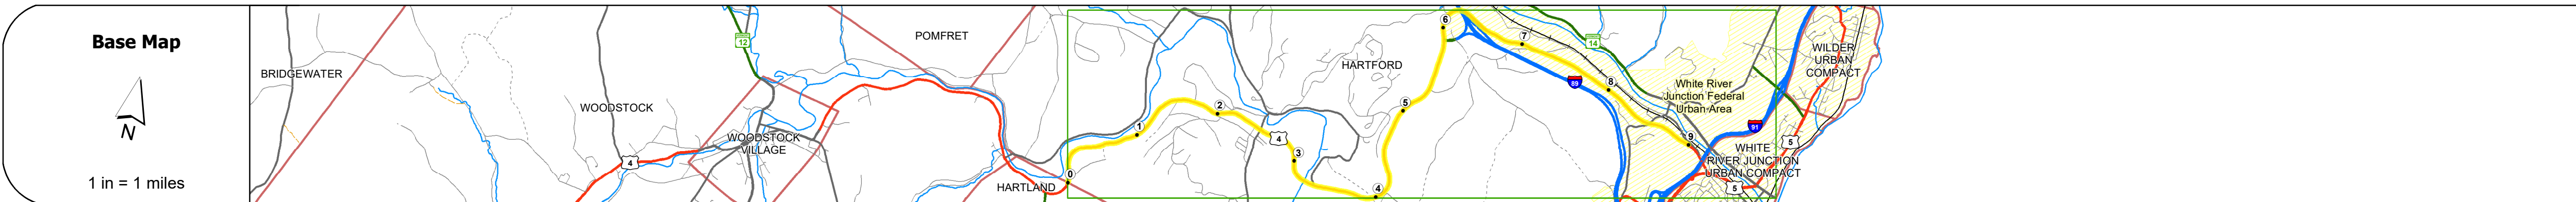 Base Map
N
1 in = 1 miles
BRIDGEWATER
WOODSTOCK
4
12
WOODSTOCK
VILLAGE
POMFRET
HARTLAND
0
1
2
4
3
HARTFORD
4
5
6
7
89
14
8
White River
Junction Federal
Urban Area
9
91
WILDER
URBAN
COMPACT
5
WHITE
RIVER JUNCTION
URBAN COMPACT
5